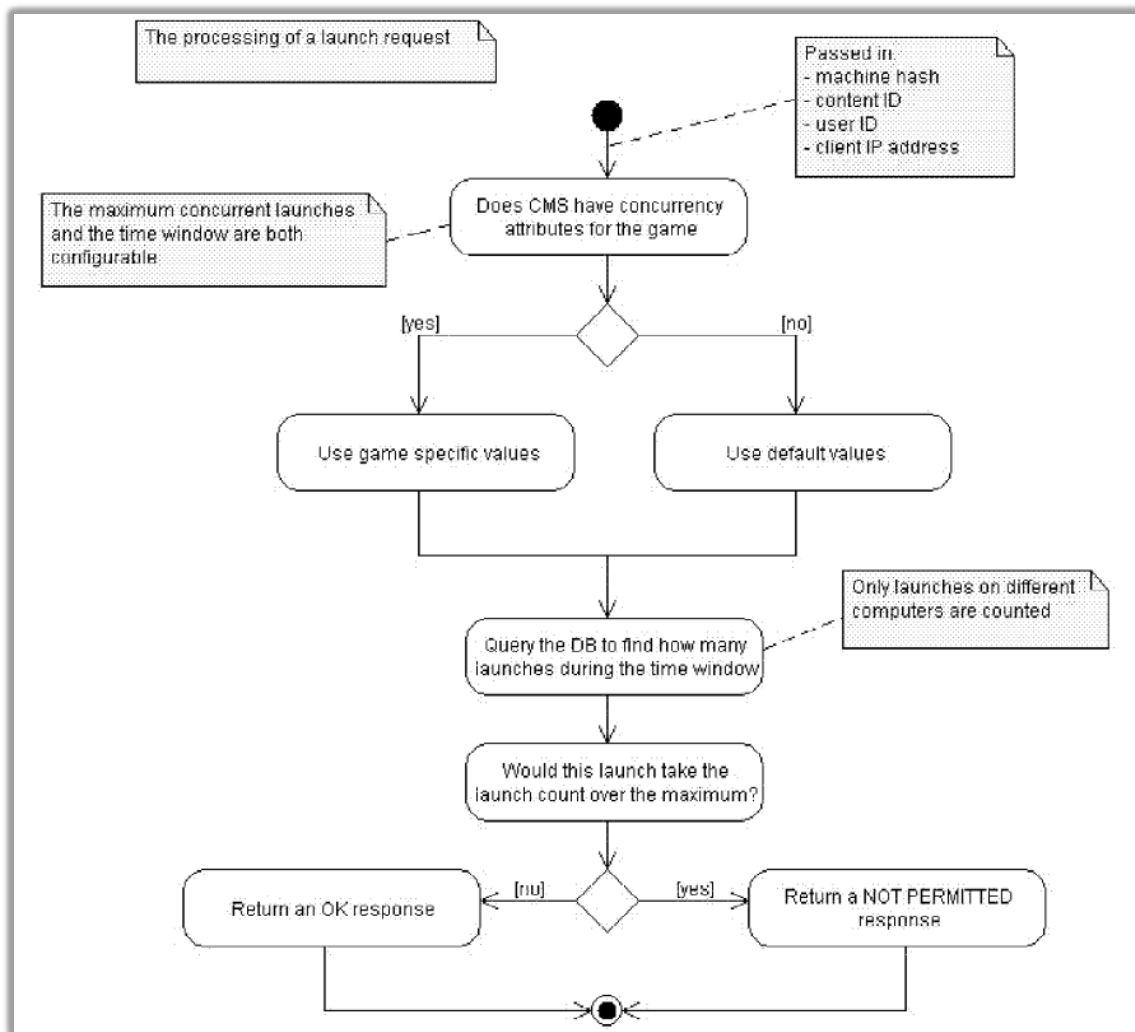 The processing of a launch request
Passed in:
- machine hash
- content ID
- user ID
- client IP address
Does CMS have concurrency
attributes for the game
The maximum concurrent launches
and the time window are both
configurable
[yes]
[no]
Use game specific values
Use default values
Only launches on different
computers are counted
Query the DB to find how many
launches during the time window
Would this launch take the
launch count over the maximum?
[no]
[yes]
Return an OK response
Return a NOT PERMITTED
response